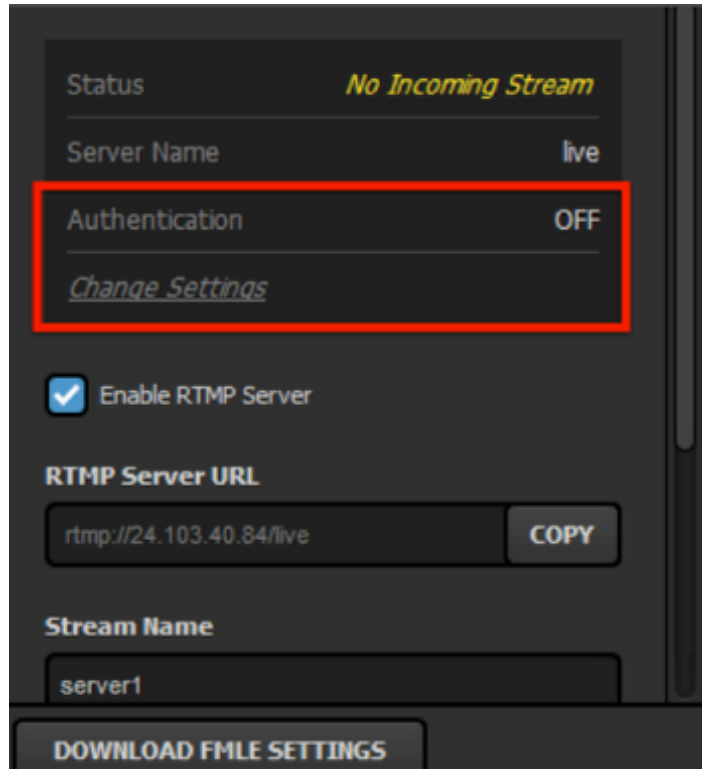 Status No Incoming Stream
Server Name live
Authentication OFF
Change Settings
Enable RTMP Server
RTMP Server URL
rtmp://24.103.40.84/live COPY
Stream Name
server1
DOWNLOAD FMLE SETTINGS